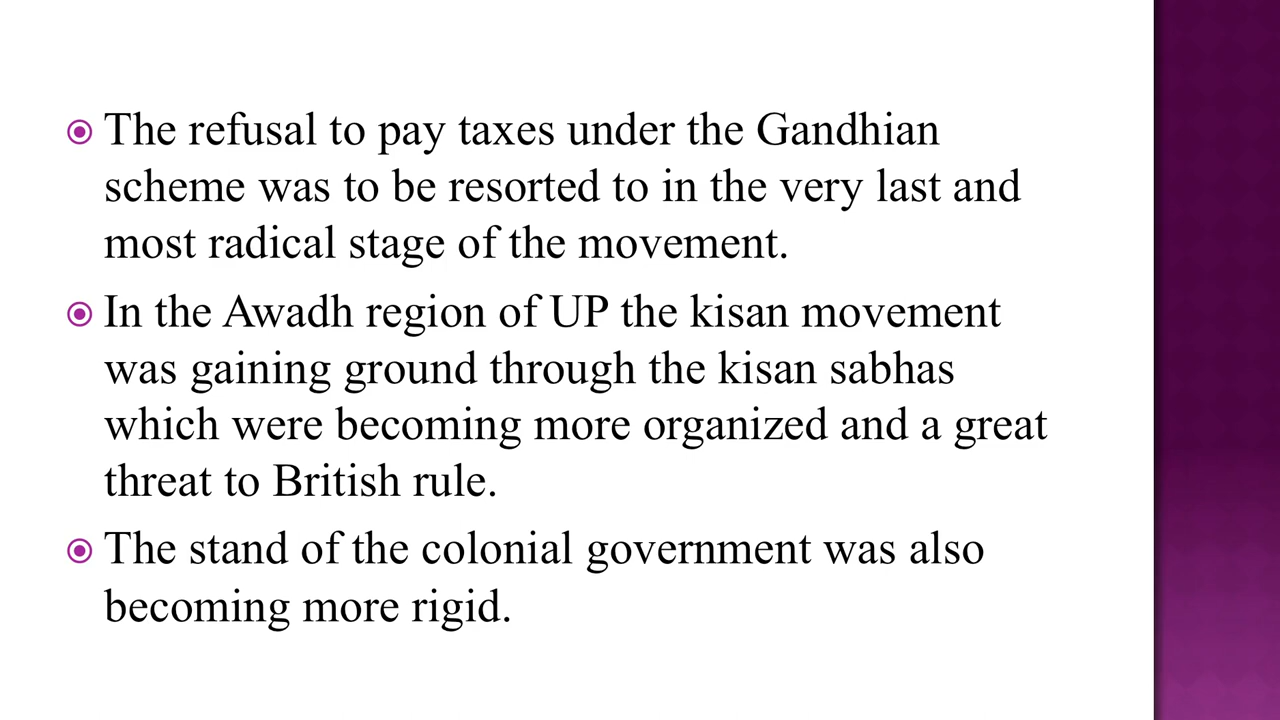 The refusal to pay taxes under the Gandhian
scheme was to be resorted to in the very last and
most radical stage of the movement.
In the Awadh region of UP the kisan movement
was gaining ground through the kisan sabhas
which were becoming more organized and a great
threat to British rule.
The stand of the colonial government was also
becoming more rigid.